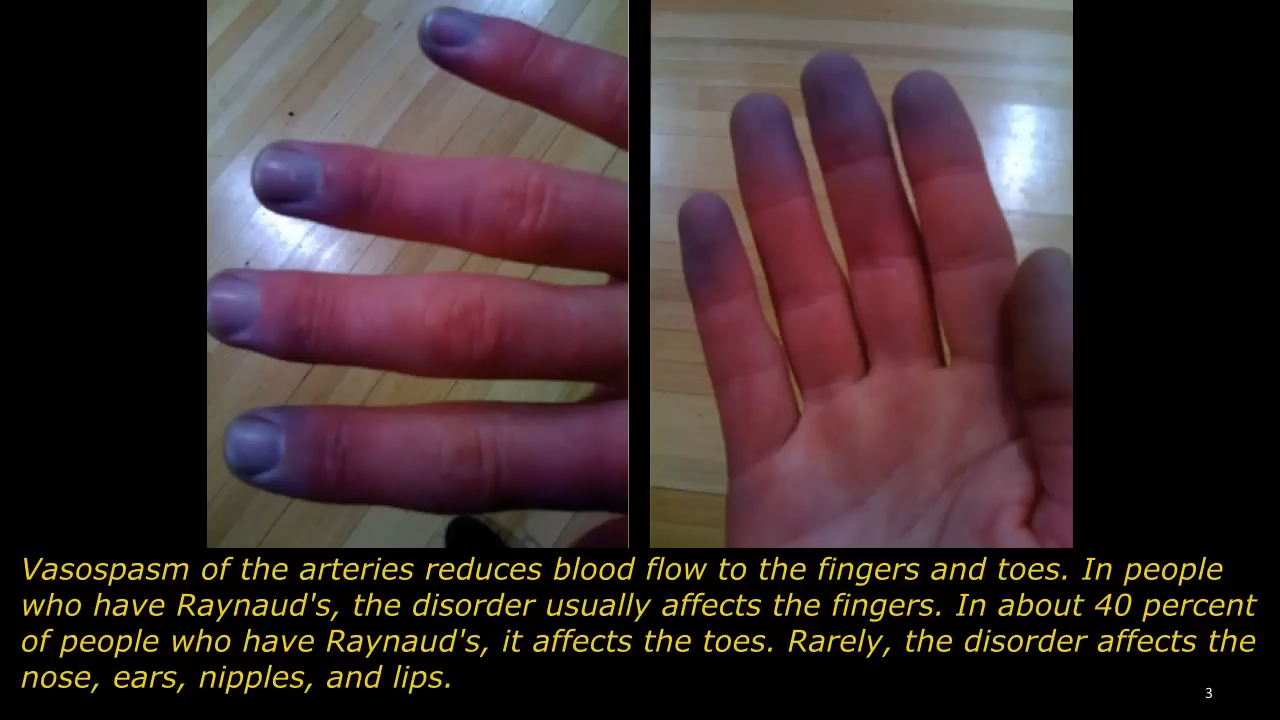 Vasospasm of the arteries reduces blood flow to the fingers and toes. In people
who have Raynaud's, the disorder usually affects the fingers. In about 40 percent
of people who have Raynaud's, it affects the toes. Rarely, the disorder affects the
nose, ears, nipples, and lips.
3